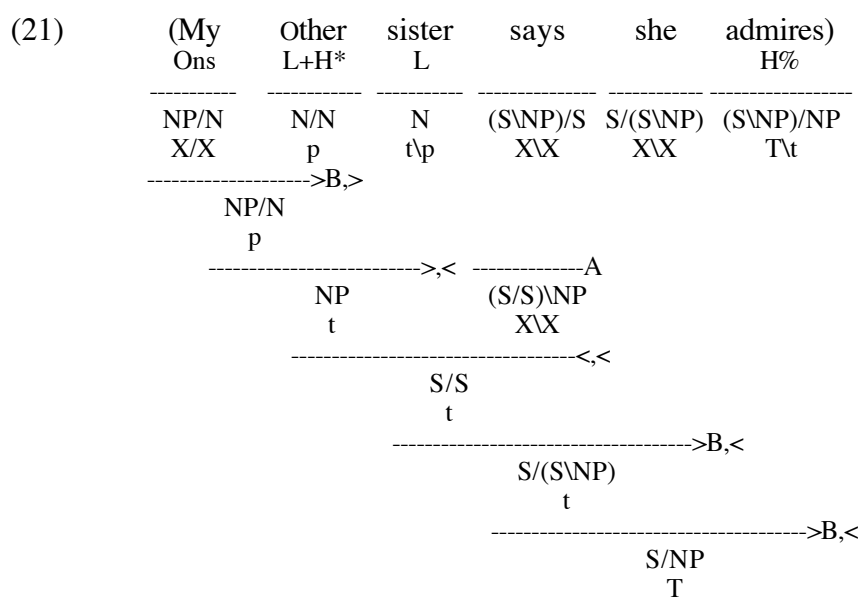 (21) (My Other sister says she admires)
Ons L+H* L H%
----------- ------------ ----------- --------------- ------------ ------------------
NP/N N/N N (S\NP)/S S/(S\NP) (S\NP)/NP
X/X p t\p X\X X\X T\t
--------------------->B,>
NP/N
p
--------------------------->,< --------------A
NP (S/S)\NP
t X\X
------------------------------------<,<
S/S
t
------------------------------------->B,<
S/(S\NP)
t
--------------------------------------->B,<
S/NP
T